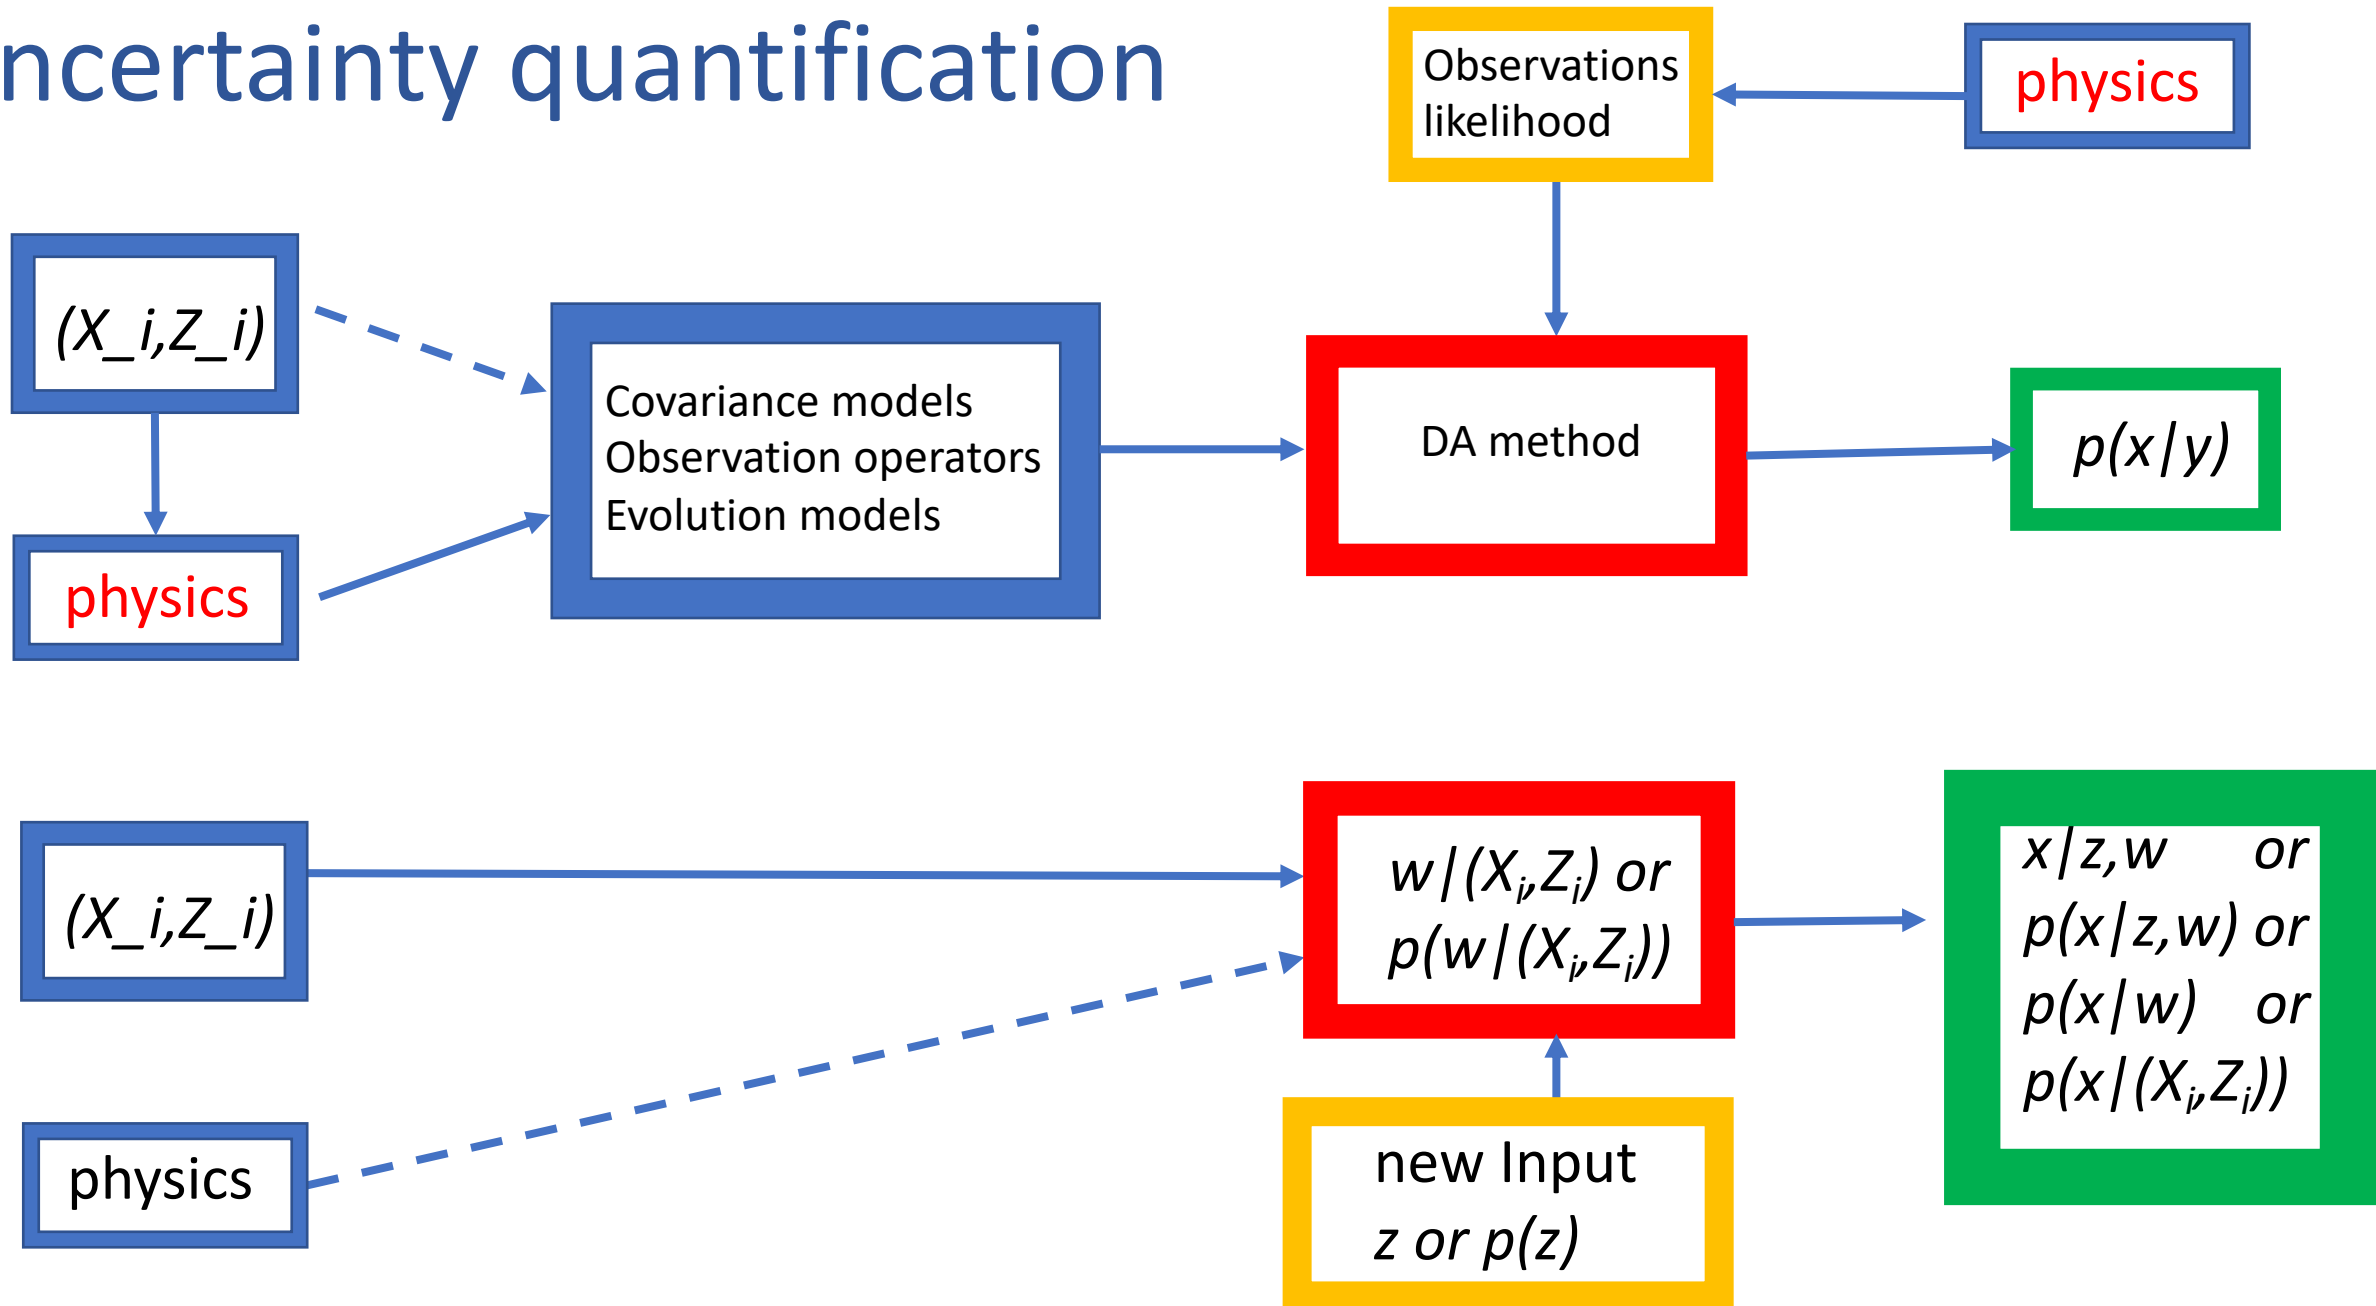 ncertainty quantification
Observations
likelihood
physics
(X_i,Z_i)
Covariance models
Observation operators
Evolution models
DA method
p(x|y)
physics
(X_i,Z_i)
w|(Xi,Zi) or
p(w|(Xi,Zi))
x|z,w or
p(x|z,w) or
p(x|w) or
p(x|(Xi,Zi))
physics
new Input
z or p(z)